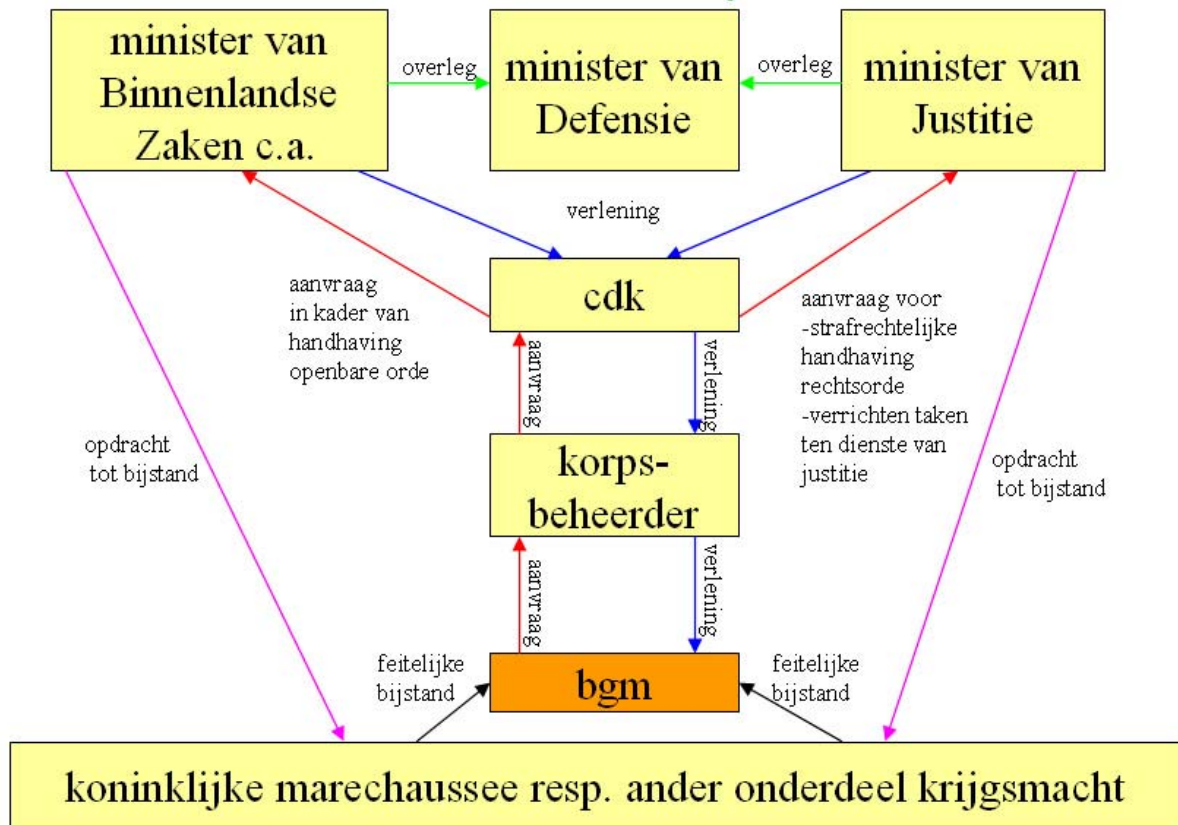 minister van
Binnenlandse
Zaken c.a.
overleg
minister van
Defensie
overleg
minister van
Justitie
verlening
cdk
aanvraag
in kader van
handhaving
openbare orde
aanvraag voor
-strafrechtelijke
handhaving
rechtsorde
-verrichten taken
ten dienste van
justitie
aanvraag
verlening
opdracht
tot bijstand
korps-
beheerder
opdracht
tot bijstand
aanvraag
verlening
feitelijke
bijstand
bgm
feitelijke
bijstand
koninklijke marechaussee resp. ander onderdeel krijgsmacht